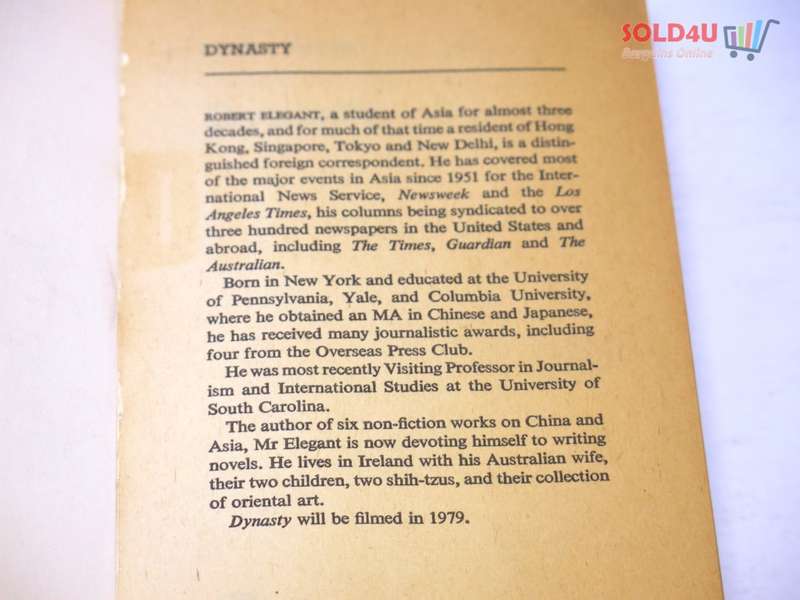 SOLD4U
Bargains Online
DYNASTY
ROBERT ELEGANT, a student of Asia for almost three
decades, and for much of that time a resident of Hong
Kong, Singapore, Tokyo and New Delhi, is a distin-
guished foreign correspondent. He has covered most
of the major events in Asia since 1951 for the Inter-
national News Service, Newsweek and the Los
Angeles Times, his columns being syndicated to over
three hundred newspapers in the United States and
abroad, including The Times, Guardian and The
Australian.
Born in New York and educated at the University
of Pennsylvania, Yale, and Columbia University,
where he obtained an MA in Chinese and Japanese,
he has received many journalistic awards, including
four from the Overseas Press Club.
He was most recently Visiting Professor in Journal-
ism and International Studies at the University of
South Carolina.
The author of six non-fiction works on China and
Asia, Mr Elegant is now devoting himself to writing
novels. He lives in Ireland with his Australian wife,
their two children, two shih-tzus, and their collection
of oriental art.
Dynasty will be filmed in 1979.